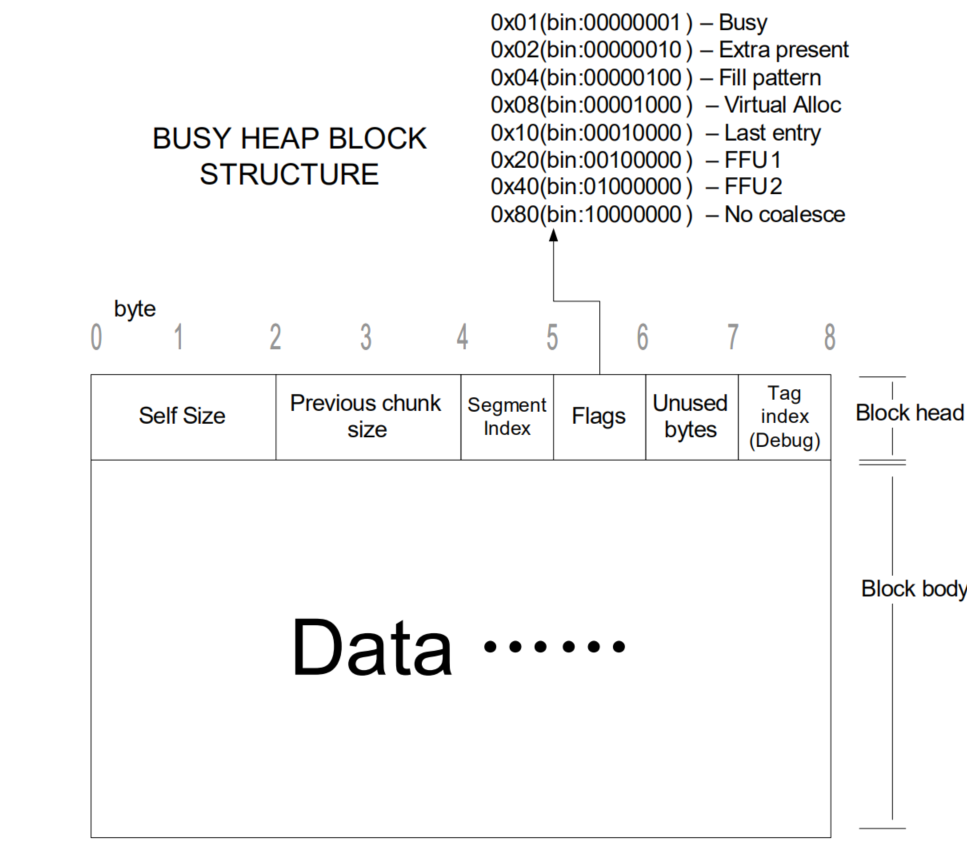 0x01(bin:00000001 ) – Busy
0x02(bin:00000010 ) – Extra present
0x04(bin:00000100 ) – Fill pattern
0x08(bin:00001000 ) – Virtual Alloc
0x10(bin:00010000 ) – Last entry
0x20(bin:00100000 ) – FFU1
0x40(bin:01000000 ) – FFU2
0x80(bin:10000000 ) – No coalesce
BUSY HEAP BLOCK
STRUCTURE
byte
0 1 2 3 4 5 6 7 8
Self Size
Previous chunk
size
Segment
Index
Flags
Unused
bytes
Tag
index
(Debug)
Block head
Data ······
Block body